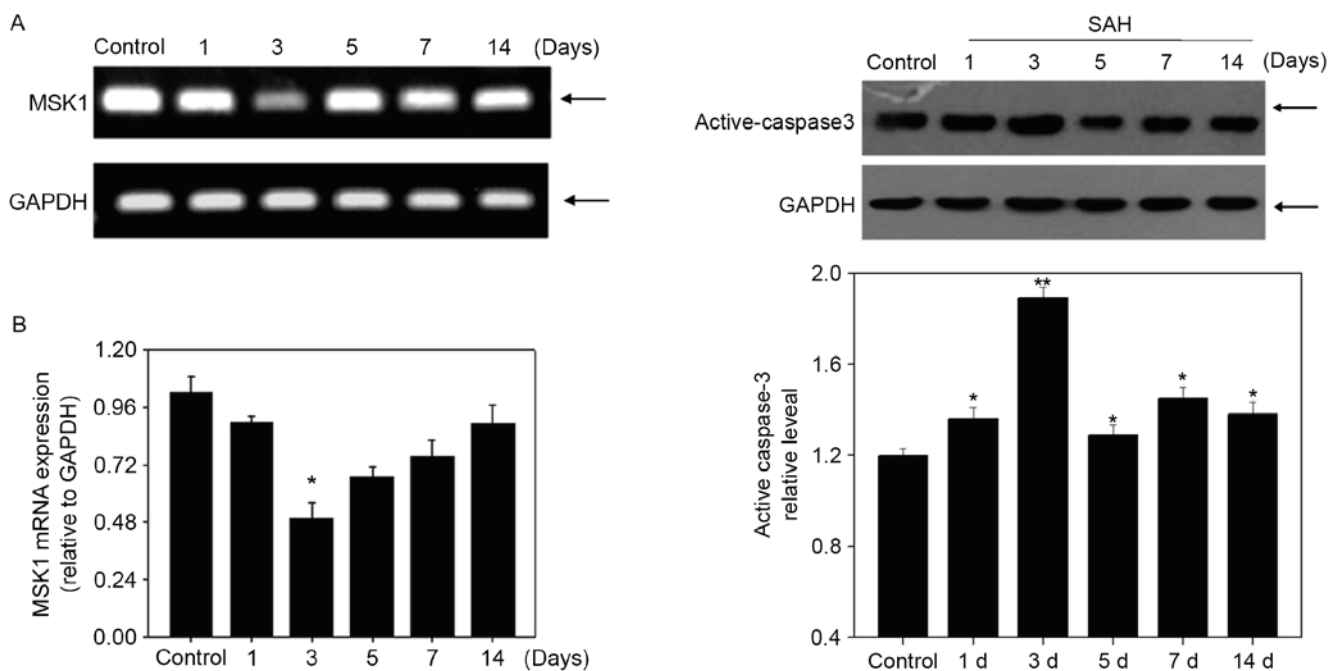 A
Control 1 3 5 7 14 (Days)
MSK1
GAPDH
B
MSK1 mRNA expression
(relative to GAPDH)
1.20
0.96
0.72
0.48
0.24
0.00
*
Control 1 3 5 7 14 (Days)
SAH
Control 1 3 5 7 14 (Days)
Active-caspase3
GAPDH
Active caspase-3
relative leveal
2.0
1.6
1.2
0.8
0.4
* ** * * *
Control 1 d 3 d 5 d 7 d 14 d